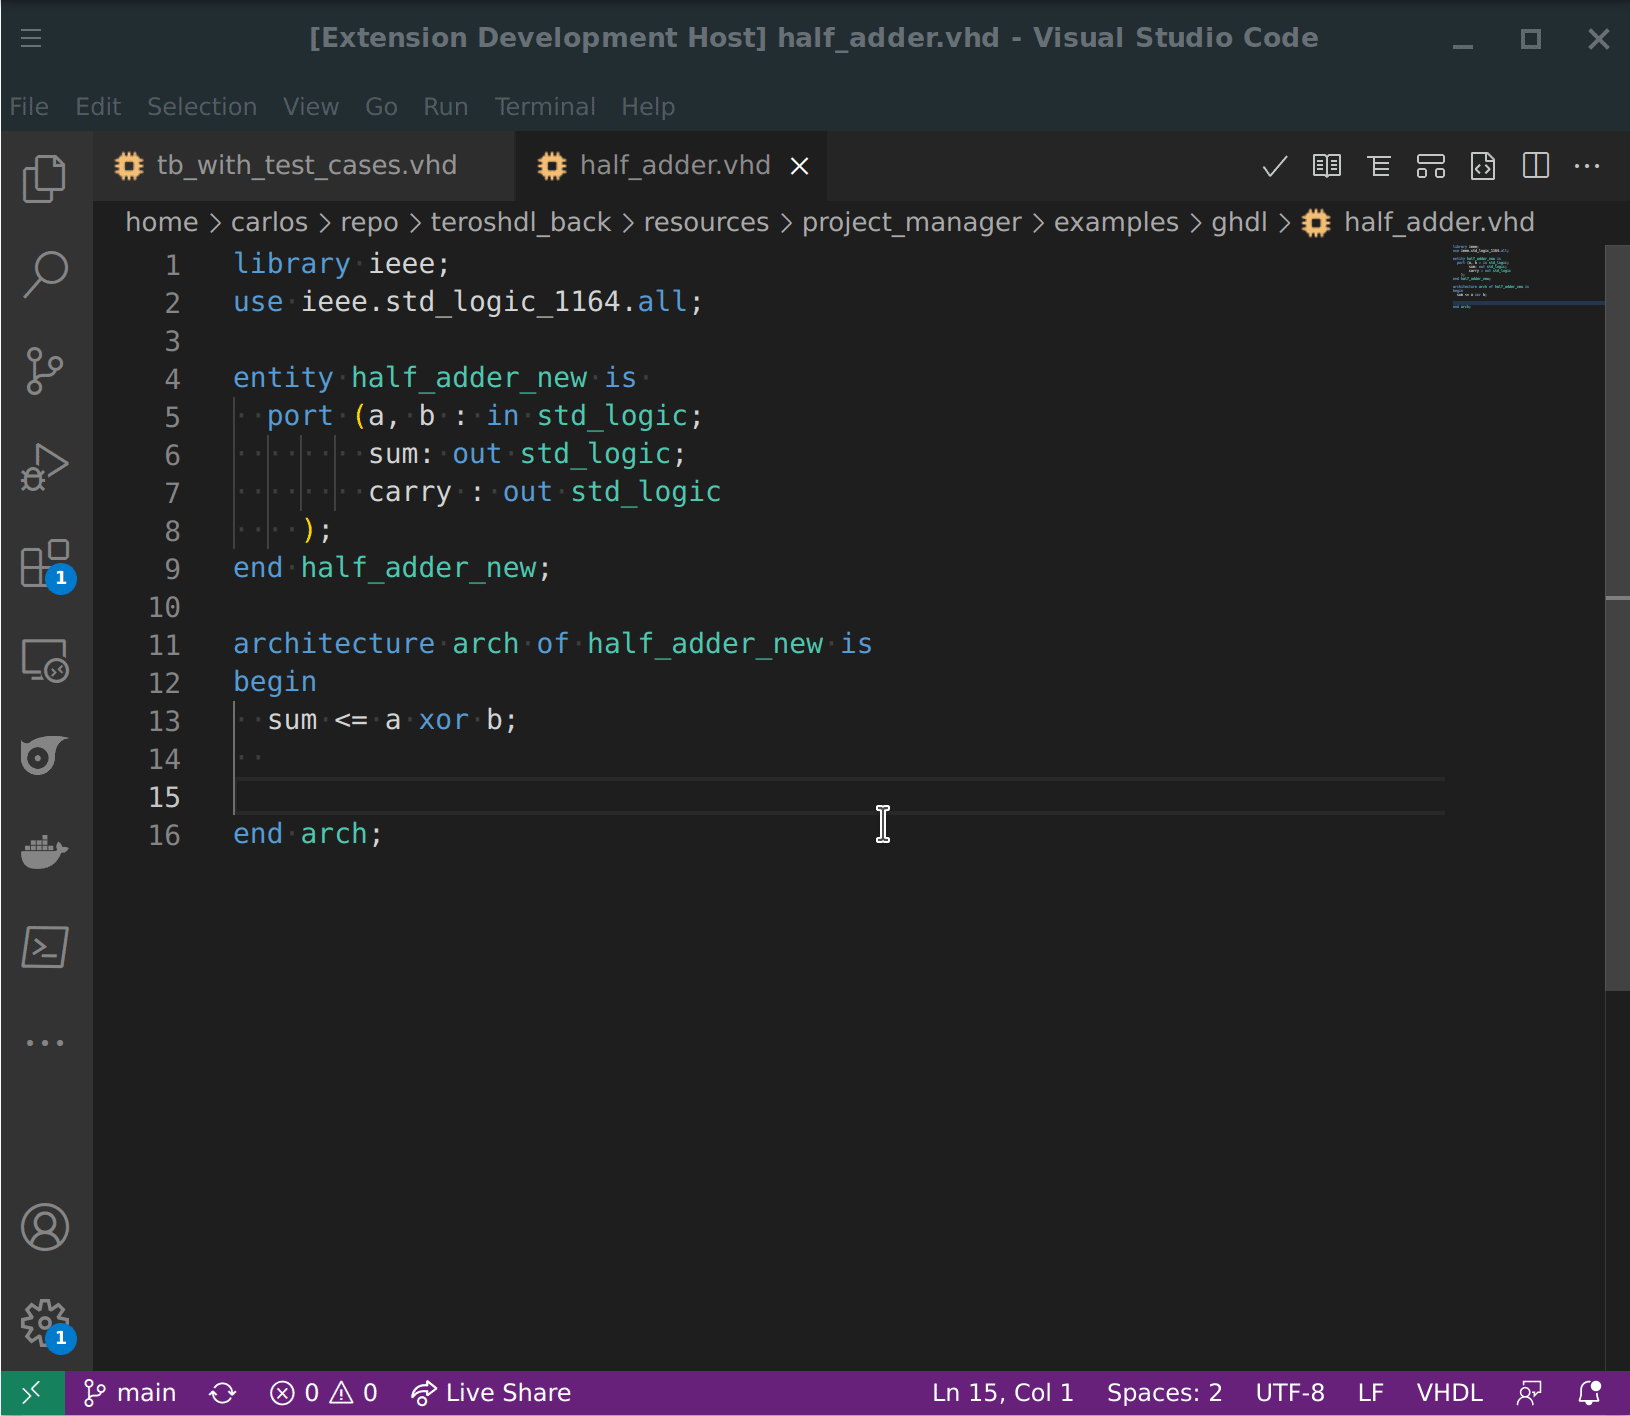 [Extension Development Host] half_adder.vhd - Visual Studio Code
File Edit Selection View Go Run Terminal Help
tb_with_test_cases.vhd half_adder.vhd
home > carlos > repo > teroshdl_back > resources > project_manager > examples > ghdl > half_adder.vhd
1 library ieee;
2 use ieee.std_logic_1164.all;
3
4 entity half_adder_new is
5   port (a, b : in std_logic;
6         sum: out std_logic;
7         carry : out std_logic
8     );
9 end half_adder_new;
10
11 architecture arch of half_adder_new is
12 begin
13   sum <= a xor b;
14
15
16 end arch;
1
1
main 0 0 Live Share Ln 15, Col 1 Spaces: 2 UTF-8 LF VHDL